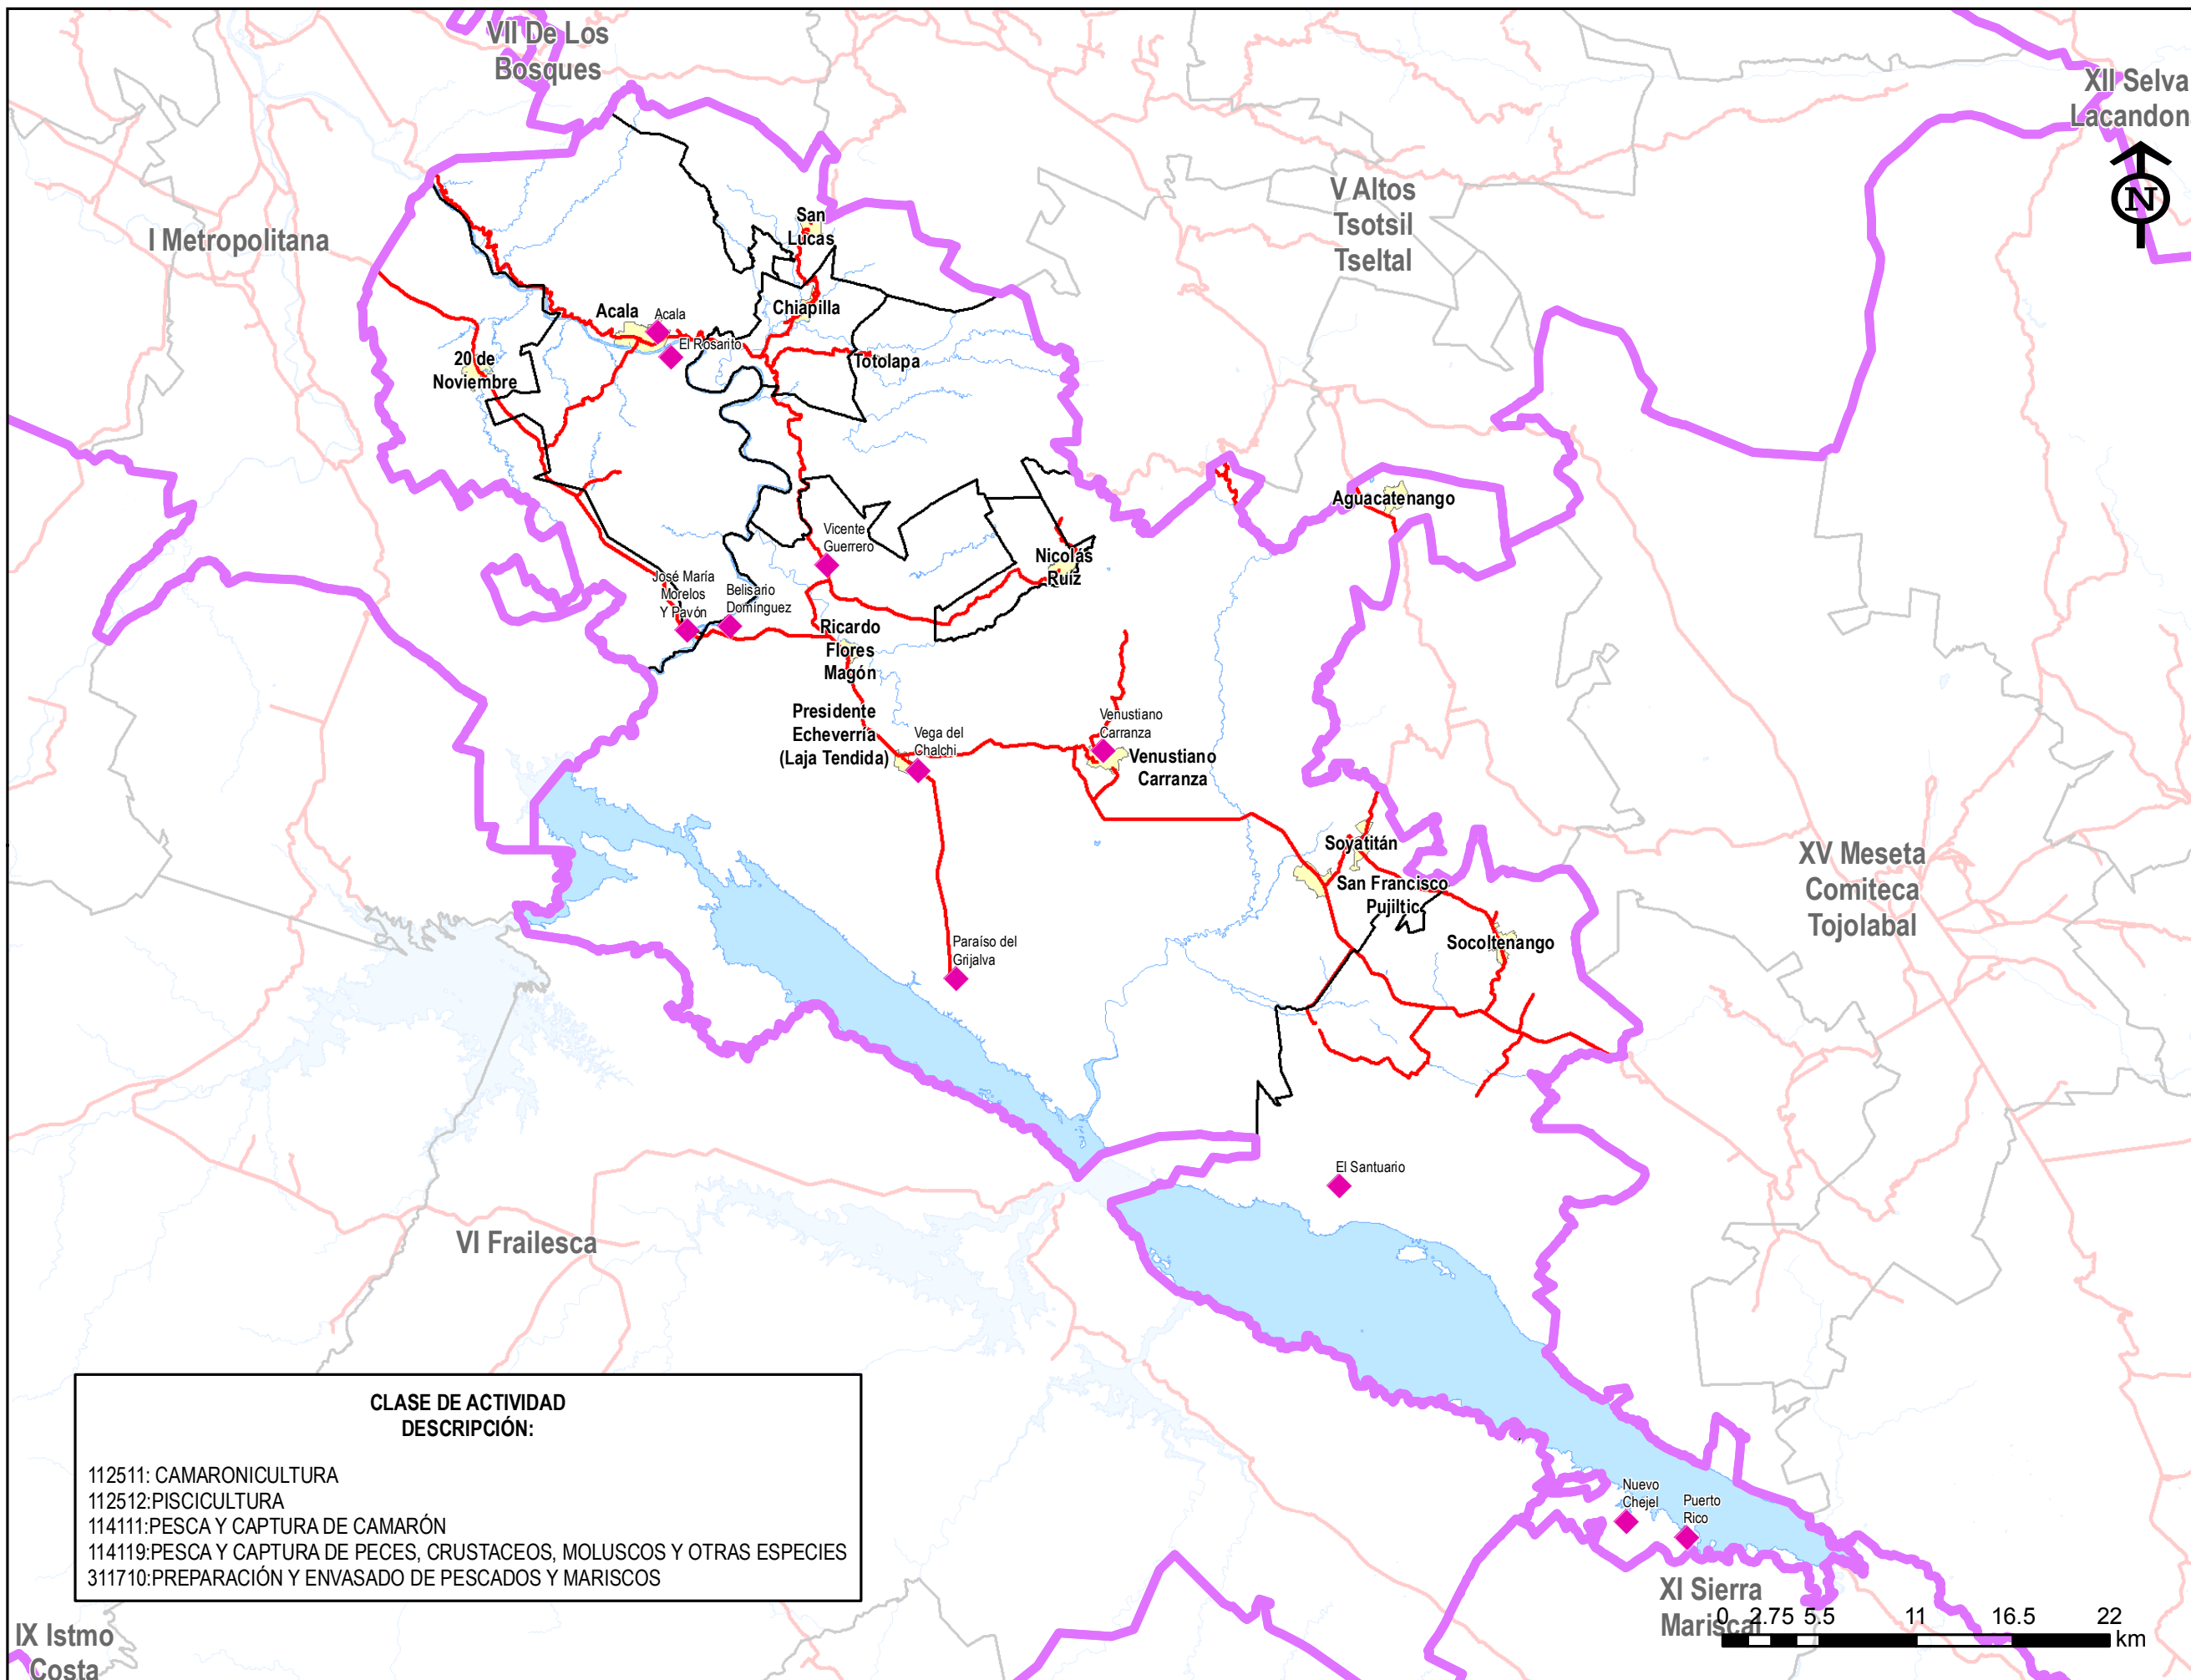 VII De Los
Bosques
XII Selva
Lacandon
N
V Altos
Tsotsil
Tseltal
I Metropolitana
San
Lucas
Acala
Acala
Chiapilla
El Rosarito
20 de
Noviembre
Totolapa
Aguacatenango
Vicente
Guerrero
Nicolás
Ruíz
José María
Morelos
Y Pavón
Belisario
Domínguez
Ricardo
Flores
Magón
Presidente
Echeverría
(Laja Tendida)
Vega del
Chalchi
Venustiano
Carranza
Venustiano
Carranza
Soyatitán
San Francisco
Pujiltic
XV Meseta
Comiteca
Tojolabal
Socoltenango
Paraíso del
Grijalva
El Santuario
VI Frailesca
CLASE DE ACTIVIDAD
DESCRIPCIÓN:
112511: CAMARONICULTURA
112512:PISCICULTURA
114111:PESCA Y CAPTURA DE CAMARÓN
114119:PESCA Y CAPTURA DE PECES, CRUSTACEOS, MOLUSCOS Y OTRAS ESPECIES
311710:PREPARACIÓN Y ENVASADO DE PESCADOS Y MARISCOS
Nuevo
Chejel
Puerto
Rico
XI Sierra
Mariscal
0 2.75 5.5 11 16.5 22
km
IX Istmo
Costa